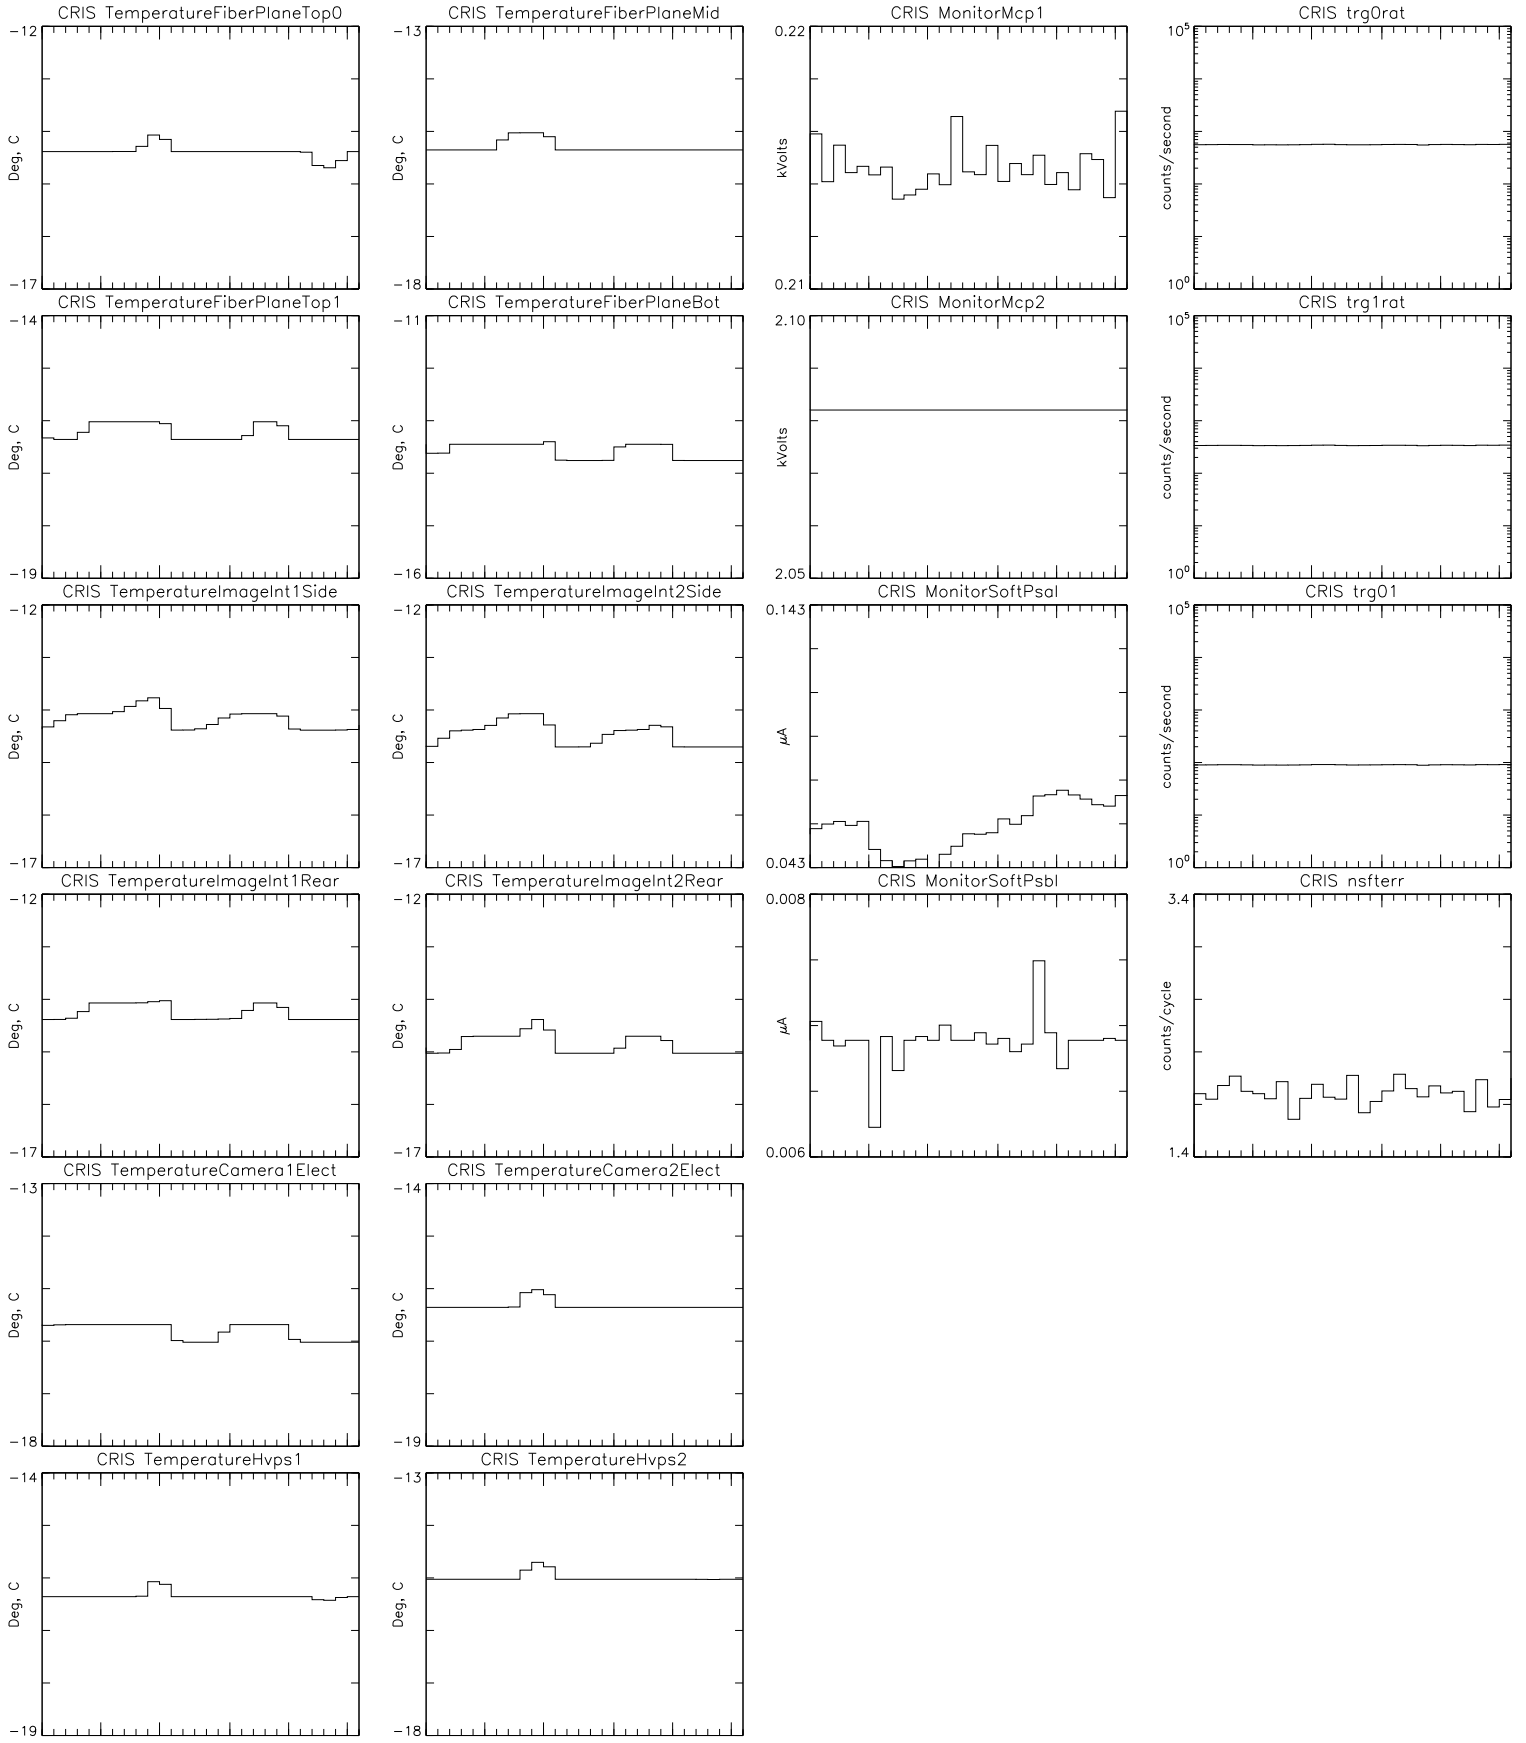 CRIS TemperatureFiberPlaneTop0
-12
Deg, C
-17
CRIS TemperatureFiberPlaneMid
-13
Deg, C
-18
CRIS MonitorMcp1
0.22
kVolts
0.21
CRIS trg0rat
10^5
counts/second
10^0
CRIS TemperatureFiberPlaneTop1
-14
Deg, C
-19
CRIS TemperatureFiberPlaneBot
-11
Deg, C
-16
CRIS MonitorMcp2
2.10
kVolts
2.05
CRIS trg1rat
10^5
counts/second
10^0
CRIS TemperatureImageInt1Side
-12
Deg, C
-17
CRIS TemperatureImageInt2Side
-12
Deg, C
-17
CRIS MonitorSoftPsaI
0.143
μA
0.043
CRIS trg01
10^5
counts/second
10^0
CRIS TemperatureImageInt1Rear
-12
Deg, C
-17
CRIS TemperatureImageInt2Rear
-12
Deg, C
-17
CRIS MonitorSoftPsbI
0.008
μA
0.006
CRIS nsfterr
3.4
counts/cycle
1.4
CRIS TemperatureCamera1Elect
-13
Deg, C
-18
CRIS TemperatureCamera2Elect
-14
Deg, C
-19
CRIS TemperatureHvps1
-14
Deg, C
-19
CRIS TemperatureHvps2
-13
Deg, C
-18